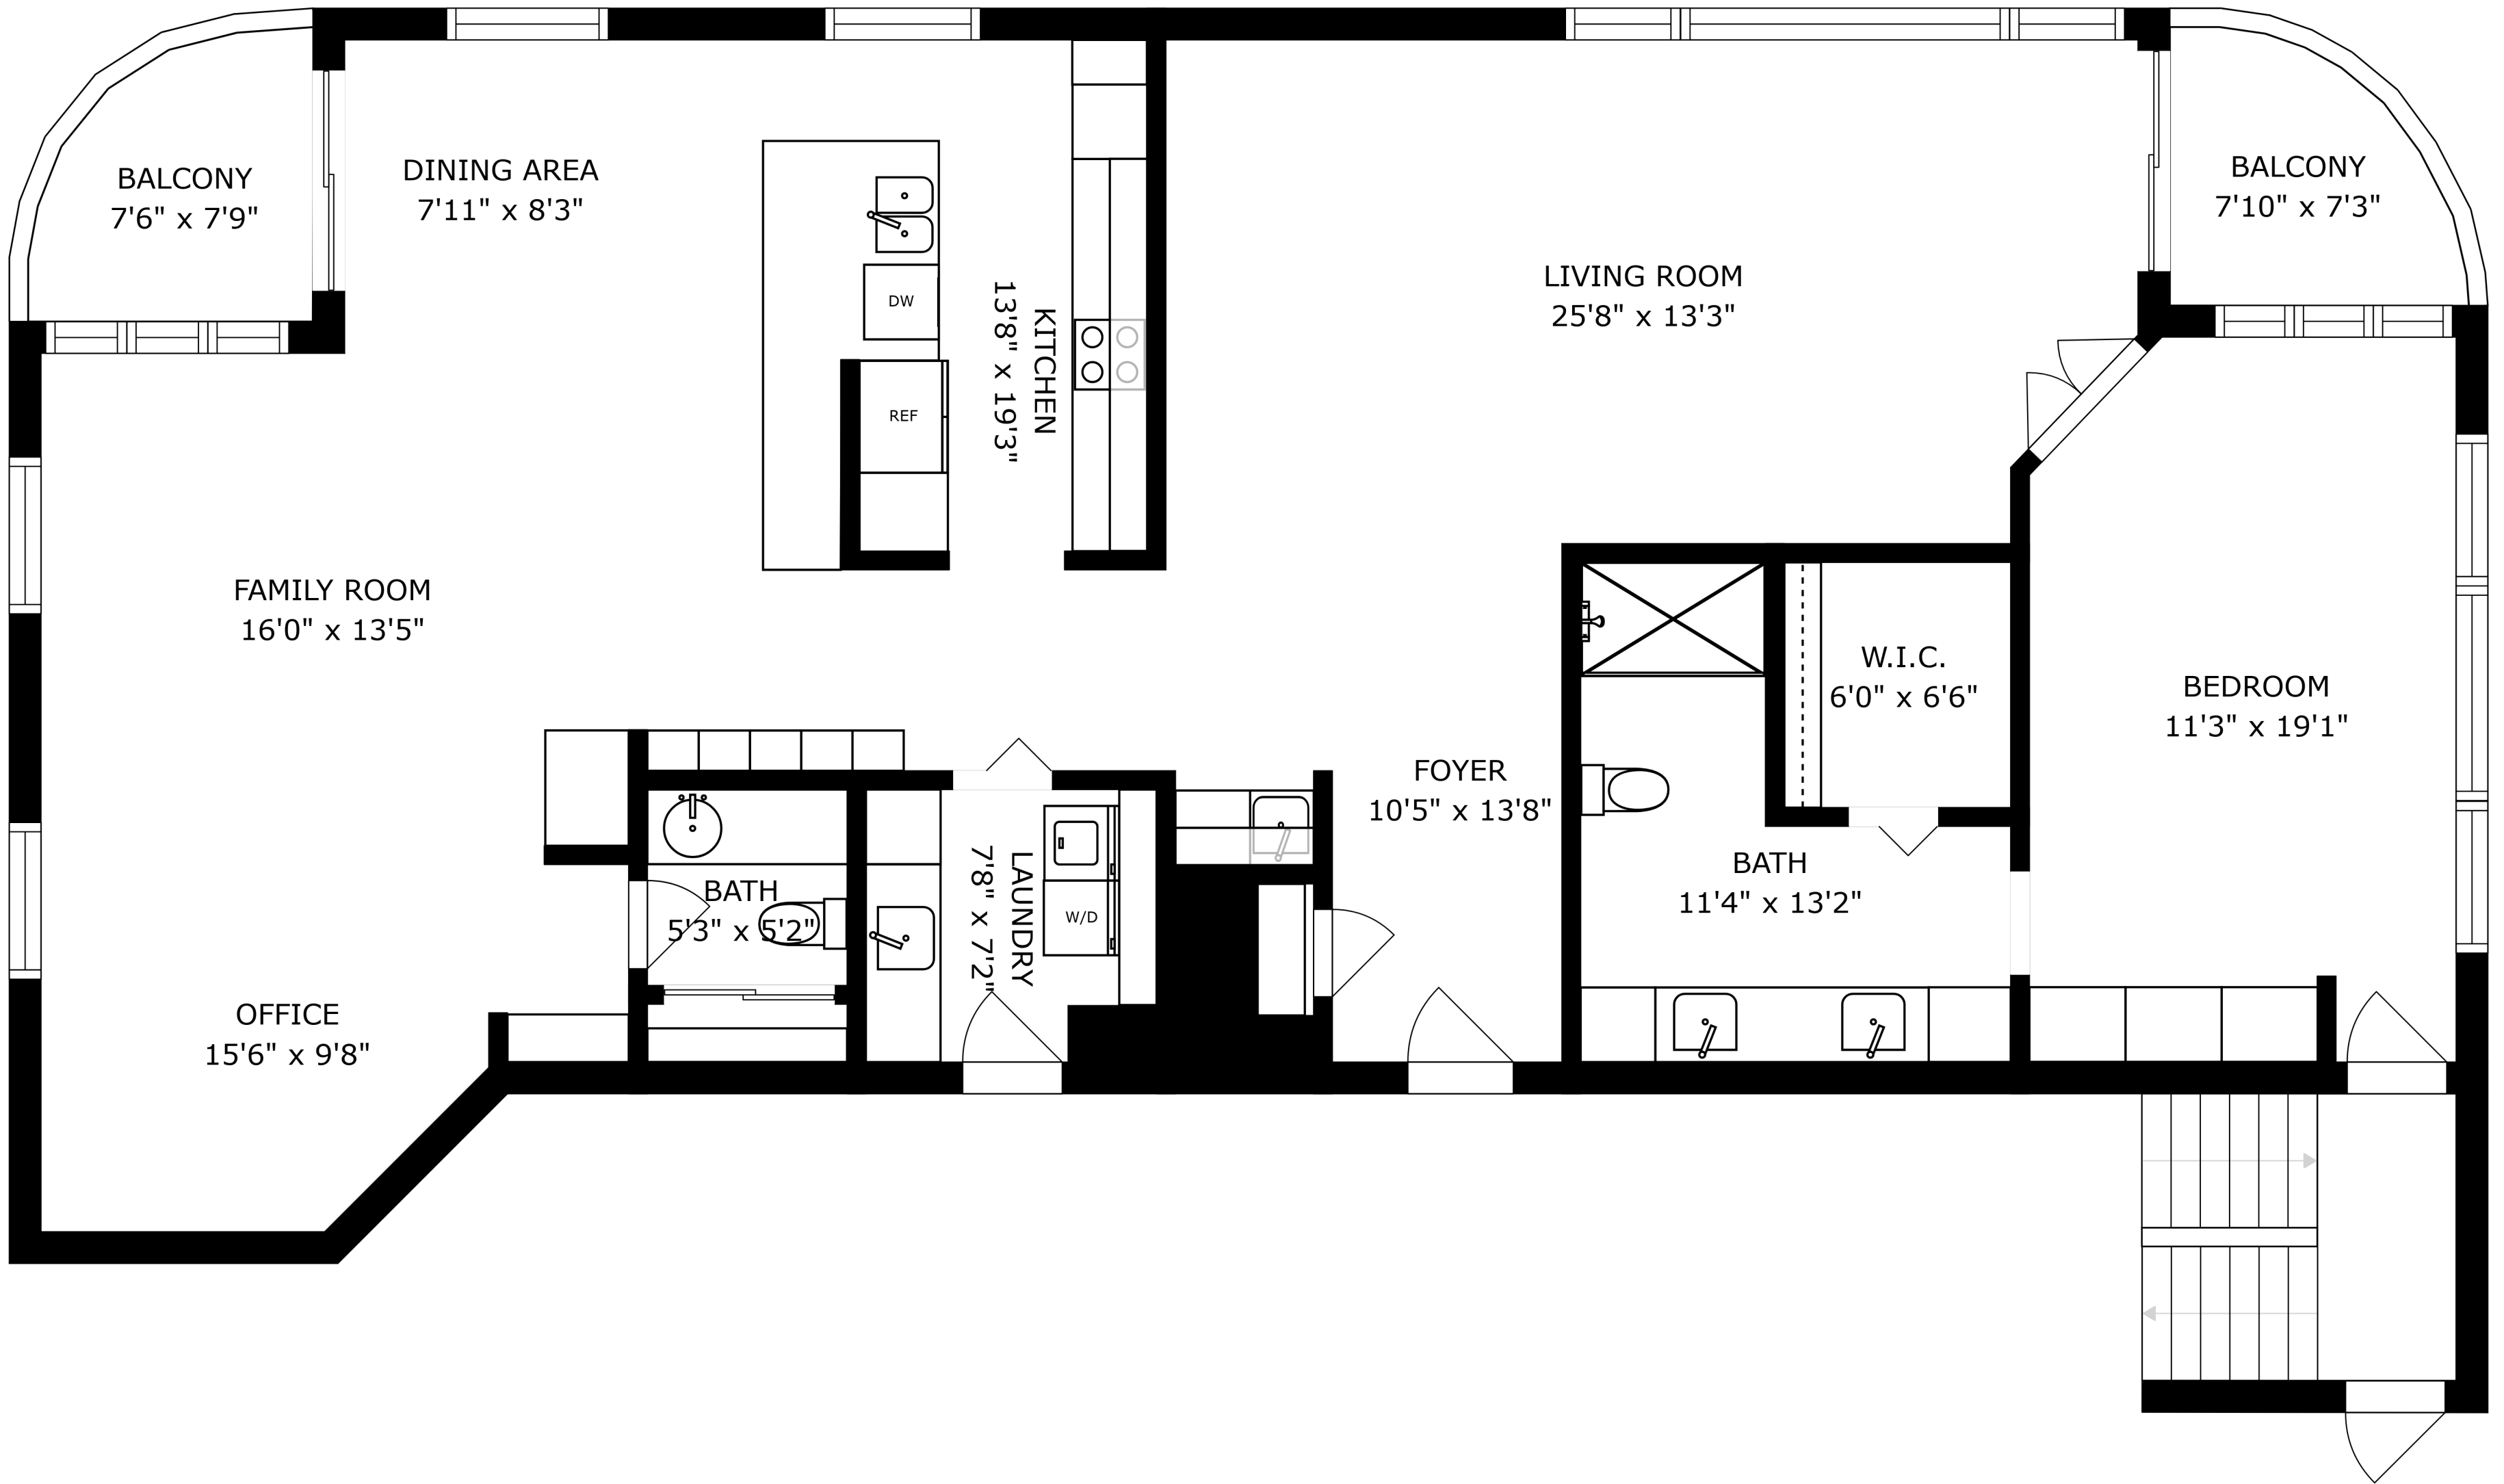 BALCONY
7'6" x 7'9"
DINING AREA
7'11" x 8'3"
BALCONY
7'10" x 7'3"
LIVING ROOM
25'8" x 13'3"
DW
KITCHEN
13'8" x 19'3"
REF
FAMILY ROOM
16'0" x 13'5"
W.I.C.
6'0" x 6'6"
BEDROOM
11'3" x 19'1"
FOYER
10'5" x 13'8"
BATH
5'3" x 5'2"
LAUNDRY
7'8" x 7'2"
W/D
BATH
11'4" x 13'2"
OFFICE
15'6" x 9'8"